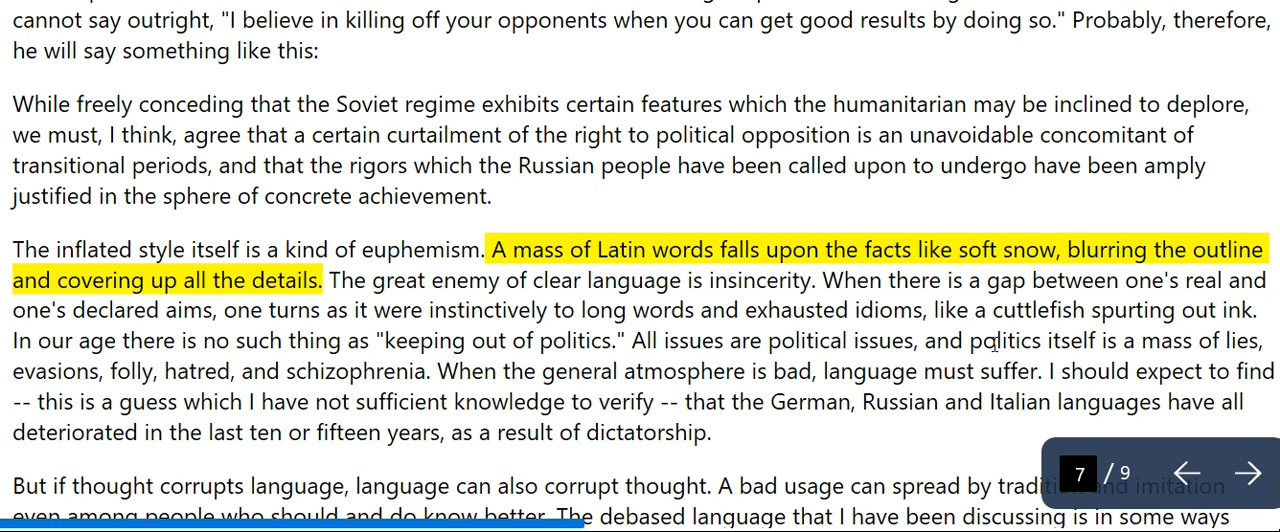 cannot say outright, "I believe in killing off your opponents when you can get good results by doing so." Probably, therefore,
he will say something like this:
While freely conceding that the Soviet regime exhibits certain features which the humanitarian may be inclined to deplore,
we must, I think, agree that a certain curtailment of the right to political opposition is an unavoidable concomitant of
transitional periods, and that the rigors which the Russian people have been called upon to undergo have been amply
justified in the sphere of concrete achievement.
The inflated style itself is a kind of euphemism. A mass of Latin words falls upon the facts like soft snow, blurring the outline
and covering up all the details. The great enemy of clear language is insincerity. When there is a gap between one's real and
one's declared aims, one turns as it were instinctively to long words and exhausted idioms, like a cuttlefish spurting out ink.
In our age there is no such thing as "keeping out of politics." All issues are political issues, and politics itself is a mass of lies,
evasions, folly, hatred, and schizophrenia. When the general atmosphere is bad, language must suffer. I should expect to find
-- this is a guess which I have not sufficient knowledge to verify -- that the German, Russian and Italian languages have all
deteriorated in the last ten or fifteen years, as a result of dictatorship.
7 / 9
But if thought corrupts language, language can also corrupt thought. A bad usage can spread by tradition and imitation
even among people who should and do know better. The debased language that I have been discussing is in some ways